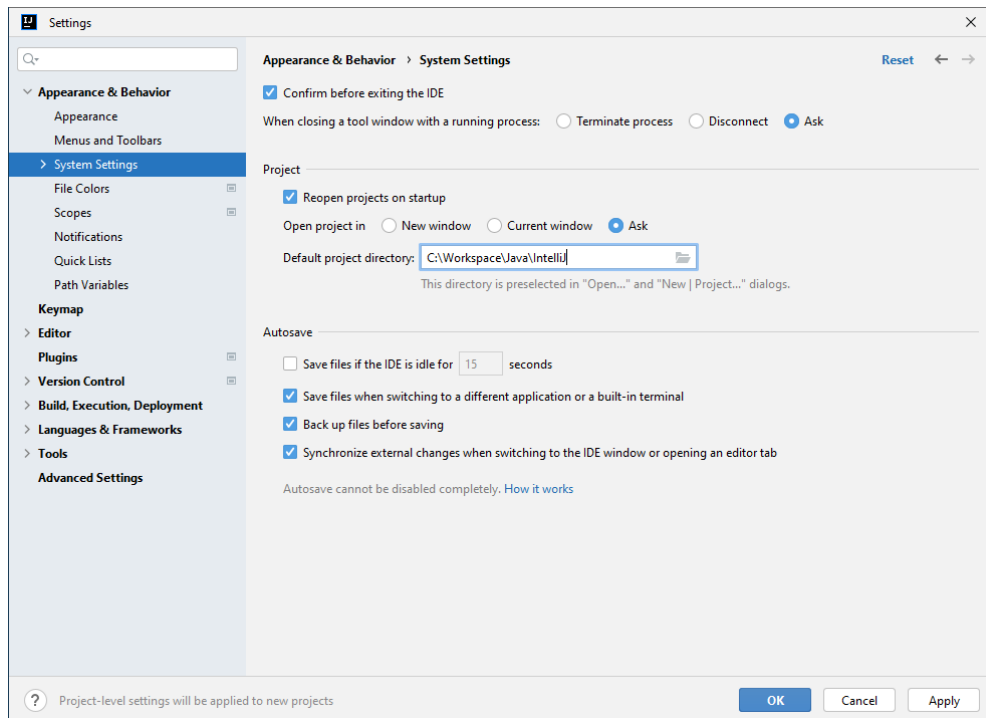 IJ
Settings
Appearance & Behavior
Appearance
Menus and Toolbars
System Settings
File Colors
Scopes
Notifications
Quick Lists
Path Variables
Keymap
Editor
Plugins
Version Control
Build, Execution, Deployment
Languages & Frameworks
Tools
Advanced Settings
Appearance & Behavior › System Settings Reset
Confirm before exiting the IDE
When closing a tool window with a running process: Terminate process Disconnect Ask
Project
Reopen projects on startup
Open project in New window Current window Ask
Default project directory: C:\Workspace\Java\IntelliJ
This directory is preselected in "Open..." and "New | Project..." dialogs.
Autosave
Save files if the IDE is idle for 15 seconds
Save files when switching to a different application or a built-in terminal
Back up files before saving
Synchronize external changes when switching to the IDE window or opening an editor tab
Autosave cannot be disabled completely. How it works
? Project-level settings will be applied to new projects
OK Cancel Apply